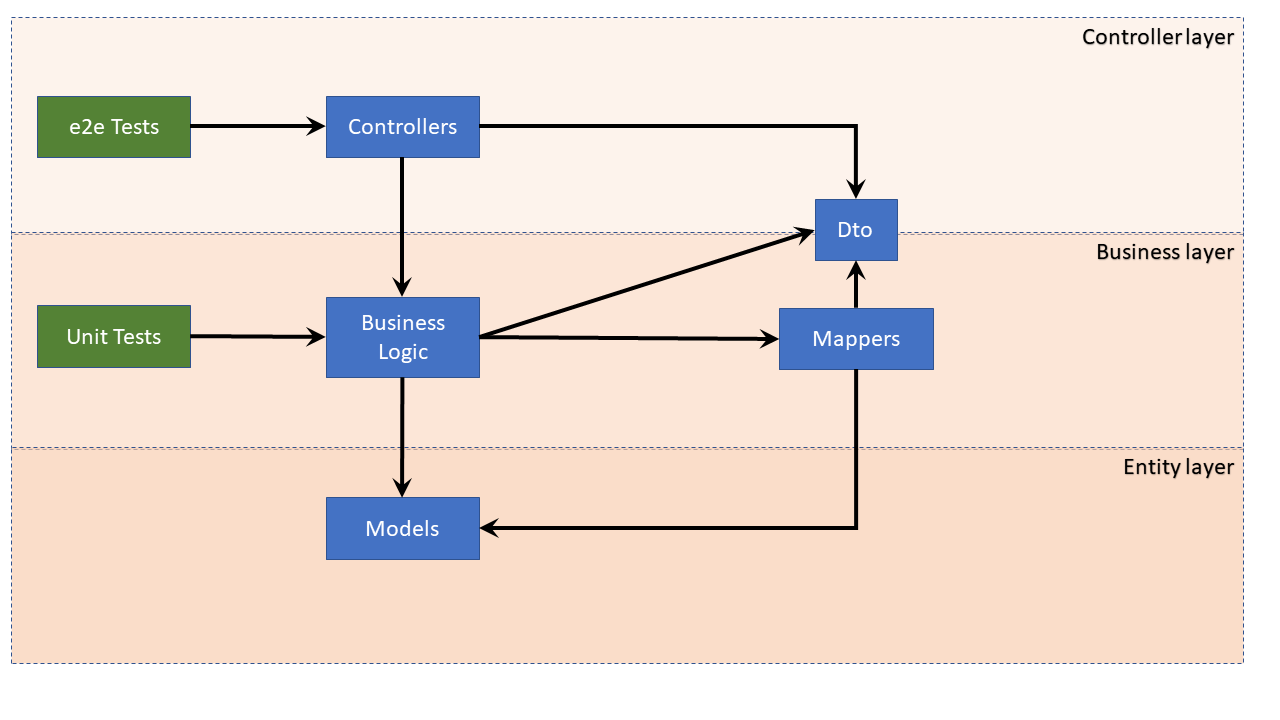 Controller layer
e2e Tests
Controllers
Dto
Business layer
Unit Tests
Business
Logic
Mappers
Entity layer
Models